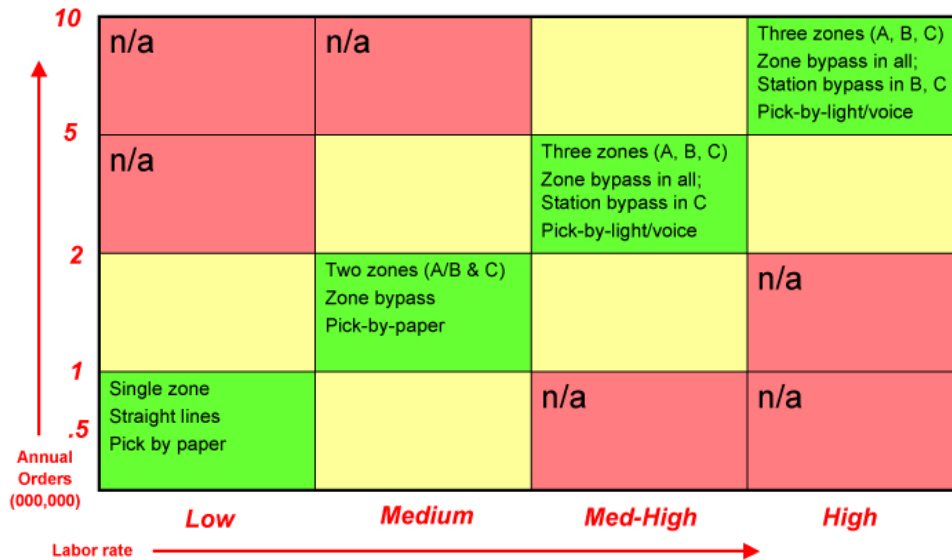 10
n/a
n/a
Three zones (A, B, C)
Zone bypass in all;
Station bypass in B, C
Pick-by-light/voice
5
n/a
Three zones (A, B, C)
Zone bypass in all;
Station bypass in C
Pick-by-light/voice
2
Two zones (A/B & C)
Zone bypass
Pick-by-paper
n/a
1
Single zone
Straight lines
Pick by paper
n/a
n/a
.5
Annual
Orders
(000,000)
Low
Medium
Med-High
High
Labor rate